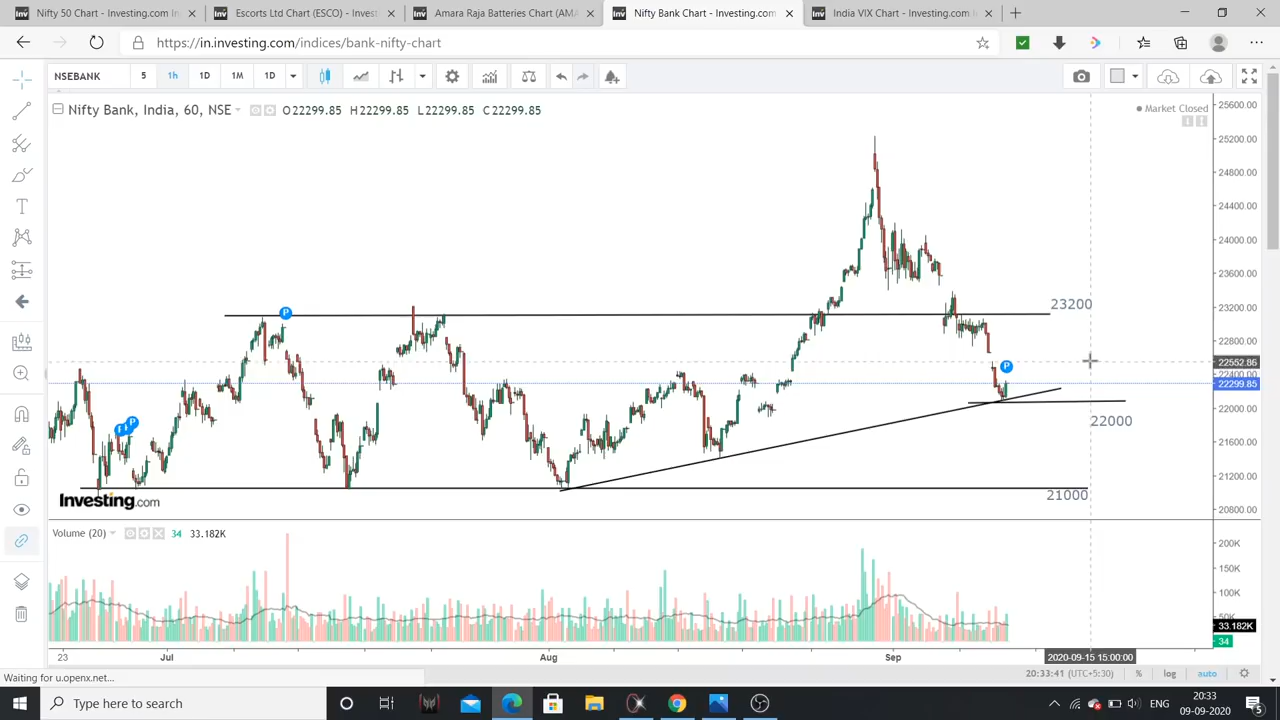 Nifty 50 Chart - Investing.com In
Escorts Ltd Chart (ESCO) - Invest
Amara Raja Batteries Chart (AMA
Nifty Bank Chart - Investing.com
India VIX Chart - Investing.com I
https://in.investing.com/indices/bank-nifty-chart
NSEBANK 5 1h 1D 1M 1D
Nifty Bank, India, 60, NSE O22299.85 H22299.85 L22299.85 C22299.85
Market Closed
25600.00
25200.00
24800.00
24400.00
24000.00
23600.00
23200.00
22800.00
22552.86
22400.00
22299.85
22000.00
21600.00
21200.00
20800.00
23200
P
P
P
22000
21000
Investing.com
Volume (20) 34 33.182K
200K
150K
100K
50K
33.182K
34
23 Jul Aug Sep 2020-09-15 15:00:00
Waiting for u.openx.net...
20:33:41 (UTC+5:30) % log auto
Type here to search
ENG
20:33
09-09-2020
5